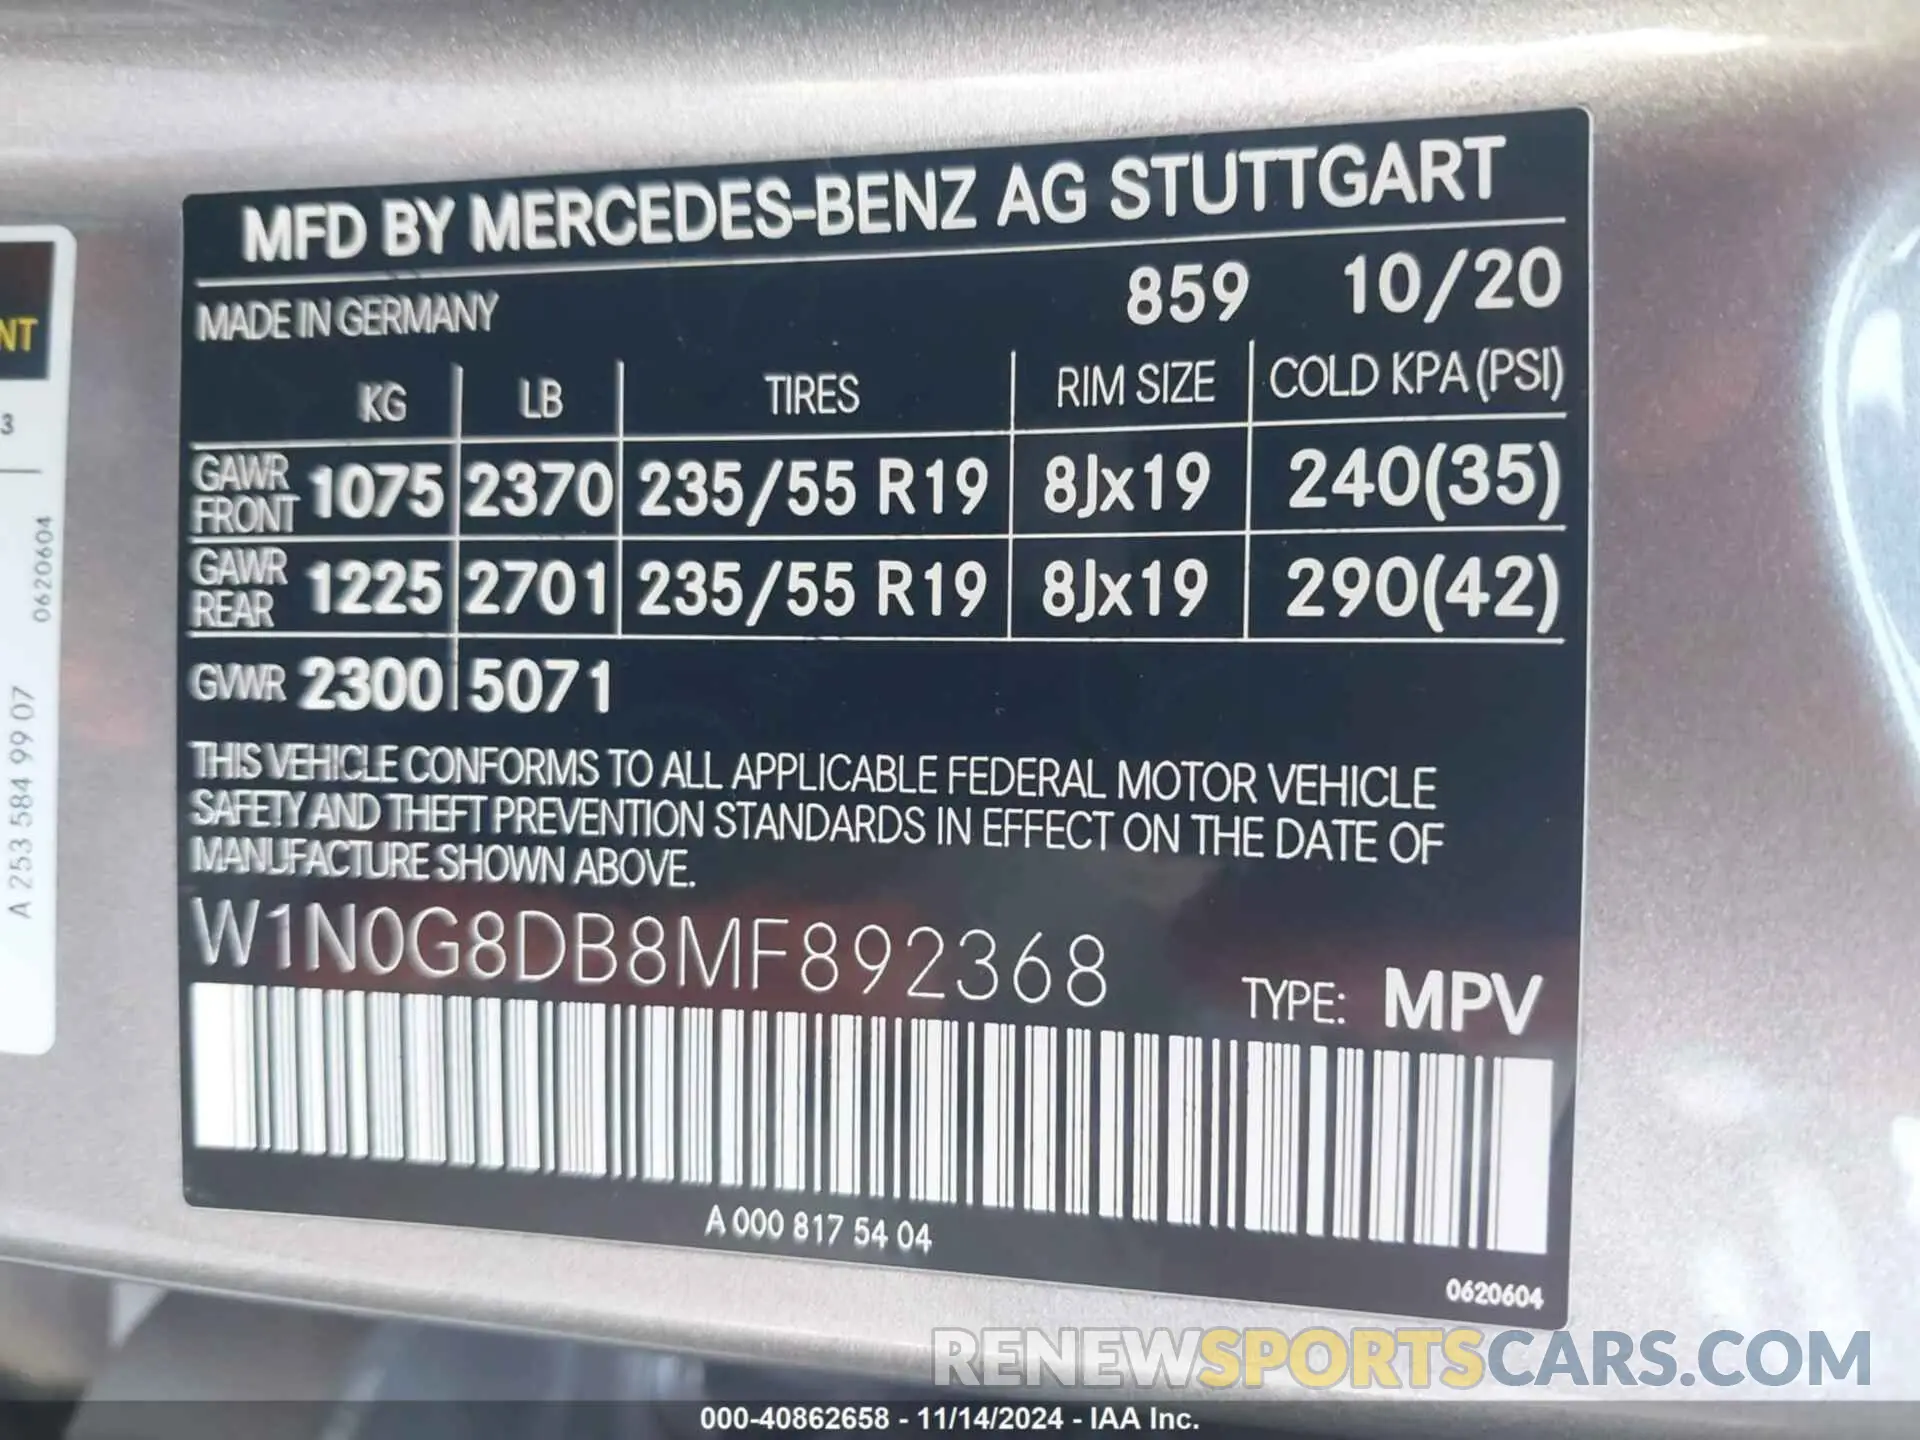 MFD BY MERCEDES-BENZ AG STUTTGART
MADE IN GERMANY 859 10/20
KG LB TIRES RIM SIZE COLD KPA (PSI)
GAWR FRONT 1075 2370 235/55 R19 8Jx19 240(35)
GAWR REAR 1225 2701 235/55 R19 8Jx19 290(42)
GVWR 2300 5071
THIS VEHICLE CONFORMS TO ALL APPLICABLE FEDERAL MOTOR VEHICLE
SAFETY AND THEFT PREVENTION STANDARDS IN EFFECT ON THE DATE OF
MANUFACTURE SHOWN ABOVE.
W1N0G8DB8MF892368 TYPE: MPV
A 000 817 54 04
0620604
NT
3
0620604
A 253 584 99 07
RENEWSPORTSCARS.COM
000-40862658 - 11/14/2024 - IAA Inc.